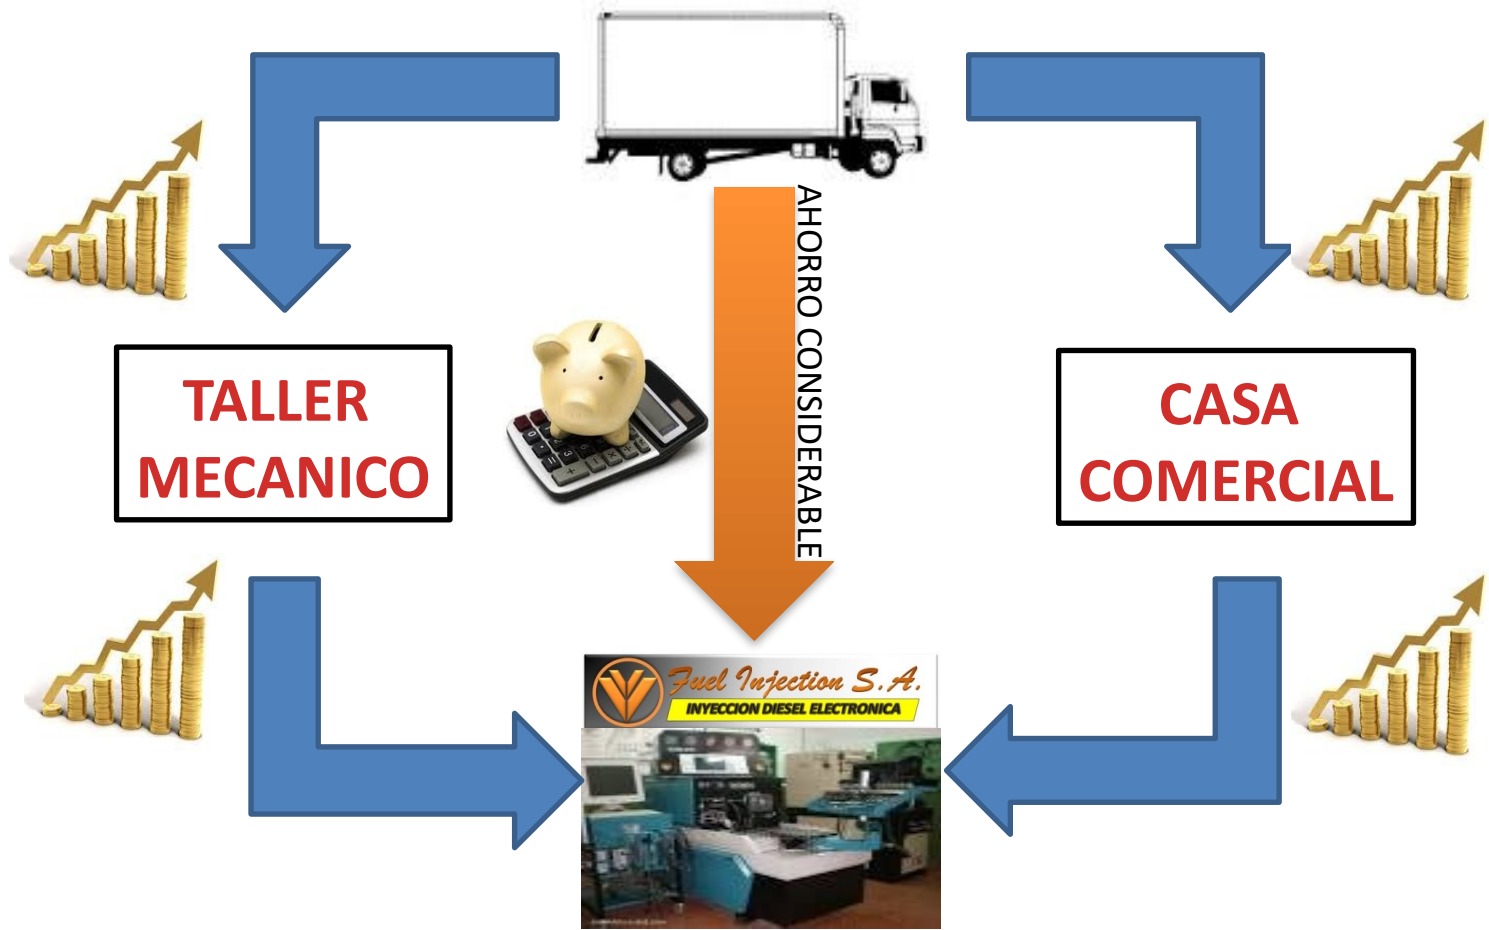 AHORRO CONSIDERABLE
TALLER
MECANICO
CASA
COMERCIAL
Fuel Injection S.A.
INYECCION DIESEL ELECTRONICA